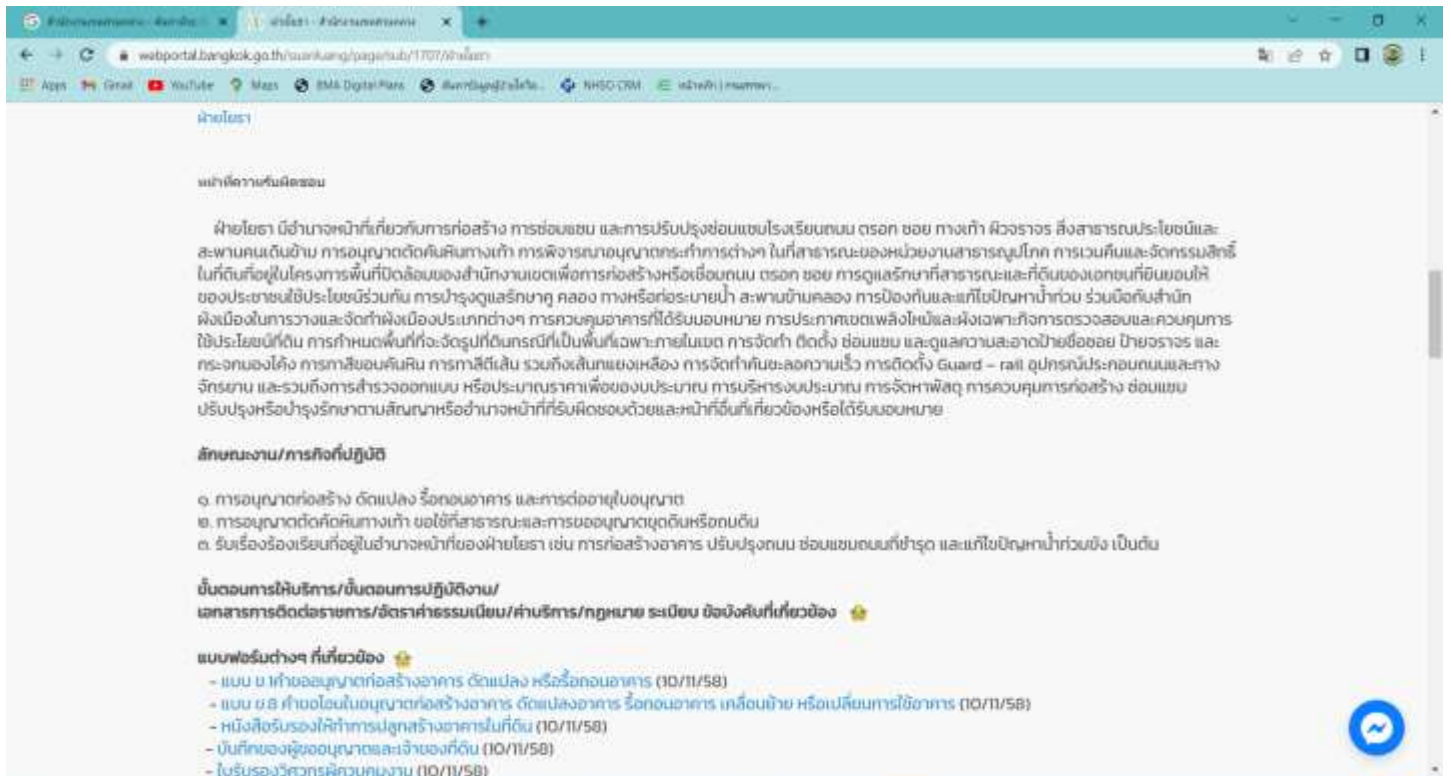 webportal.bangkok.go.th/suanluang/page/sub/1707/ฝ่ายโยธา
Apps Gmail YouTube Maps BMA Digital Plans NHSO CRM
ฝ่ายโยธา
หน้าที่ความรับผิดชอบ
ฝ่ายโยธา มีอำนาจหน้าที่เกี่ยวกับการก่อสร้าง การซ่อมแซม และการปรับปรุงซ่อมแซมโรงเรียนถนน ตรอก ซอย ทางเท้า ผิวจราจร สิ่งสาธารณประโยชน์และ
สะพานคนเดินข้าม การอนุญาตตัดคันหินทางเท้า การพิจารณาอนุญาตกระทำการต่างๆ ในที่สาธารณะของหน่วยงานสาธารณูปโภค การเวนคืนและจัดกรรมสิทธิ์
ในที่ดินที่อยู่ในโครงการพื้นที่ปิดล้อมของสำนักงานเขตเพื่อการก่อสร้างหรือเชื่อมถนน ตรอก ซอย การดูแลรักษาที่สาธารณะและที่ดินของเอกชนที่ยินยอมให้
ของประชาชนใช้ประโยชน์ร่วมกัน การบำรุงดูแลรักษาคู คลอง ทางหรือท่อระบายน้ำ สะพานข้ามคลอง การป้องกันและแก้ไขปัญหาน้ำท่วม ร่วมมือกับสำนัก
ผังเมืองในการวางและจัดทำผังเมืองประเภทต่างๆ การควบคุมอาคารที่ได้รับมอบหมาย การประกาศเขตเพลิงไหม้และผังเฉพาะกิจการตรวจสอบและควบคุมการ
ใช้ประโยชน์ที่ดิน การกำหนดพื้นที่ที่จะจัดรูปที่ดินกรณีที่เป็นพื้นที่เฉพาะภายในเขต การจัดทำ ติดตั้ง ซ่อมแซม และดูแลความสะอาดป้ายชื่อซอย ป้ายจราจร และ
กระจกมองโค้ง การทาสีขอบคันหิน การทาสีตีเส้น รวมถึงเส้นทแยงเหลือง การจัดทำคันชะลอความเร็ว การติดตั้ง Guard – rail อุปกรณ์ประกอบถนนและทาง
จักรยาน และรวมถึงการสำรวจออกแบบ หรือประมาณราคาเพื่อของบประมาณ การบริหารงบประมาณ การจัดหาพัสดุ การควบคุมการก่อสร้าง ซ่อมแซม
ปรับปรุงหรือบำรุงรักษาตามสัญญาหรืออำนาจหน้าที่ที่รับผิดชอบด้วยและหน้าที่อื่นที่เกี่ยวข้องหรือได้รับมอบหมาย
ลักษณะงาน/ภารกิจที่ปฏิบัติ
๑. การอนุญาตก่อสร้าง ดัดแปลง รื้อถอนอาคาร และการต่ออายุใบอนุญาต
๒. การอนุญาตตัดคัดหินทางเท้า ขอใช้ที่สาธารณะและการขออนุญาตขุดดินหรือถมดิน
๓. รับเรื่องร้องเรียนที่อยู่ในอำนาจหน้าที่ของฝ่ายโยธา เช่น การก่อสร้างอาคาร ปรับปรุงถนน ซ่อมแซมถนนที่ชำรุด และแก้ไขปัญหาน้ำท่วมขัง เป็นต้น
ขั้นตอนการให้บริการ/ขั้นตอนการปฏิบัติงาน/
เอกสารการติดต่อราชการ/อัตราค่าธรรมเนียม/ค่าบริการ/กฎหมาย ระเบียบ ข้อบังคับที่เกี่ยวข้อง
แบบฟอร์มต่างๆ ที่เกี่ยวข้อง
- แบบ ข.1คำขออนุญาตก่อสร้างอาคาร ดัดแปลง หรือรื้อถอนอาคาร (10/11/58)
- แบบ ข.8 คำขอโอนใบอนุญาตก่อสร้างอาคาร ดัดแปลงอาคาร รื้อถอนอาคาร เคลื่อนย้าย หรือเปลี่ยนการใช้อาคาร (10/11/58)
- หนังสือรับรองให้ทำการปลูกสร้างอาคารในที่ดิน (10/11/58)
- บันทึกของผู้ขออนุญาตและเจ้าของที่ดิน (10/11/58)
- ใบรับรองวิศวกรผู้ควบคุมงาน (10/11/58)